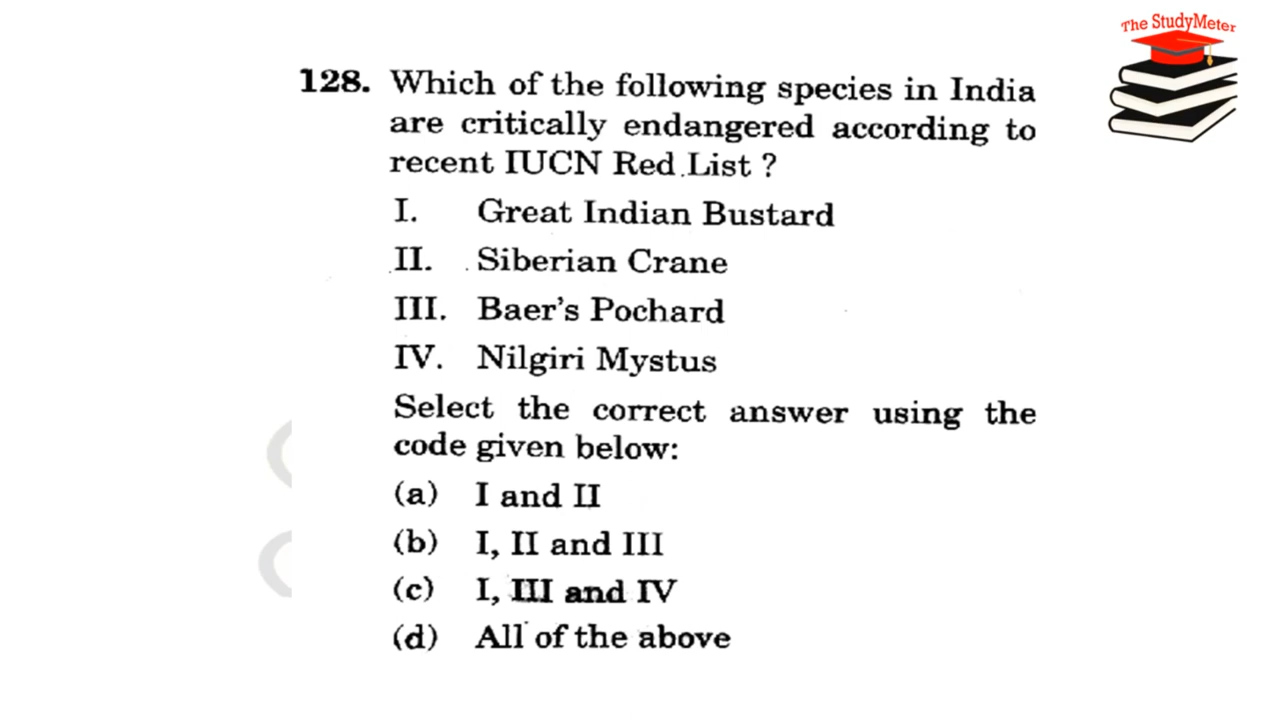 The StudyMeter
128. Which of the following species in India
are critically endangered according to
recent IUCN Red List ?
I. Great Indian Bustard
II. Siberian Crane
III. Baer's Pochard
IV. Nilgiri Mystus
Select the correct answer using the
code given below:
(a) I and II
(b) I, II and III
(c) I, III and IV
(d) All of the above